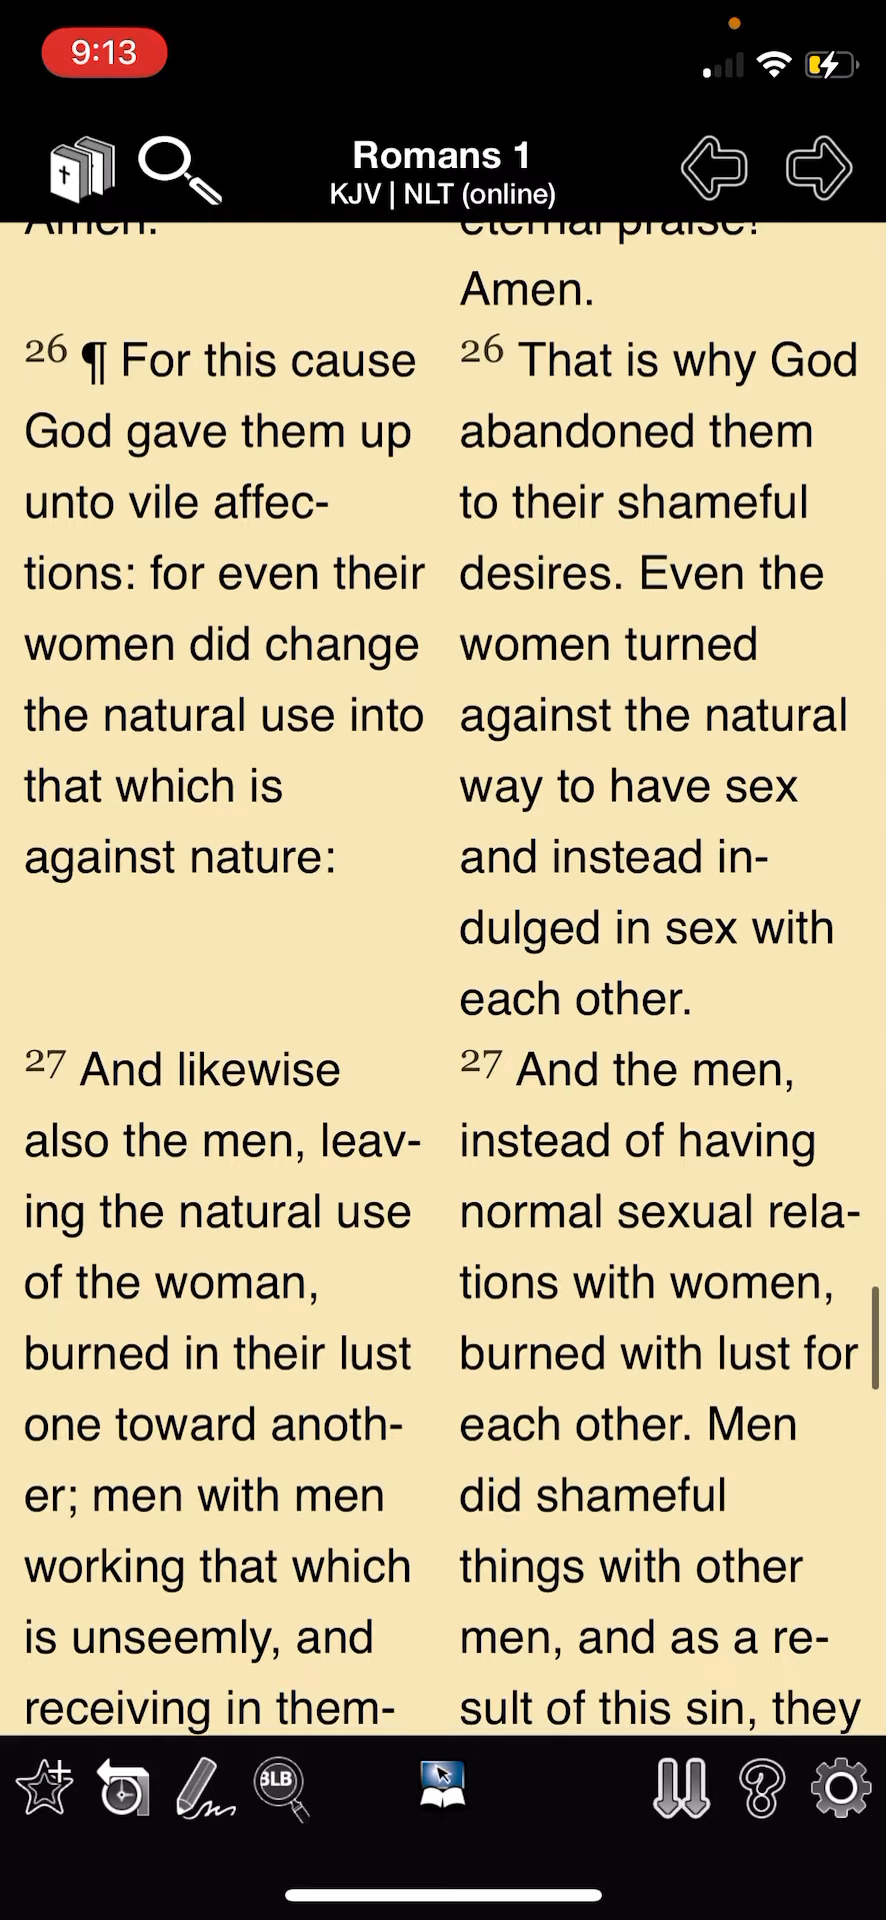 9:13
Romans 1
KJV | NLT (online)
Amen.
26 ¶ For this cause
God gave them up
unto vile affec-
tions: for even their
women did change
the natural use into
that which is
against nature:
27 And likewise
also the men, leav-
ing the natural use
of the woman,
burned in their lust
one toward anoth-
er; men with men
working that which
is unseemly, and
receiving in them-
eternal praise!
Amen.
26 That is why God
abandoned them
to their shameful
desires. Even the
women turned
against the natural
way to have sex
and instead in-
dulged in sex with
each other.
27 And the men,
instead of having
normal sexual rela-
tions with women,
burned with lust for
each other. Men
did shameful
things with other
men, and as a re-
sult of this sin, they
BLB